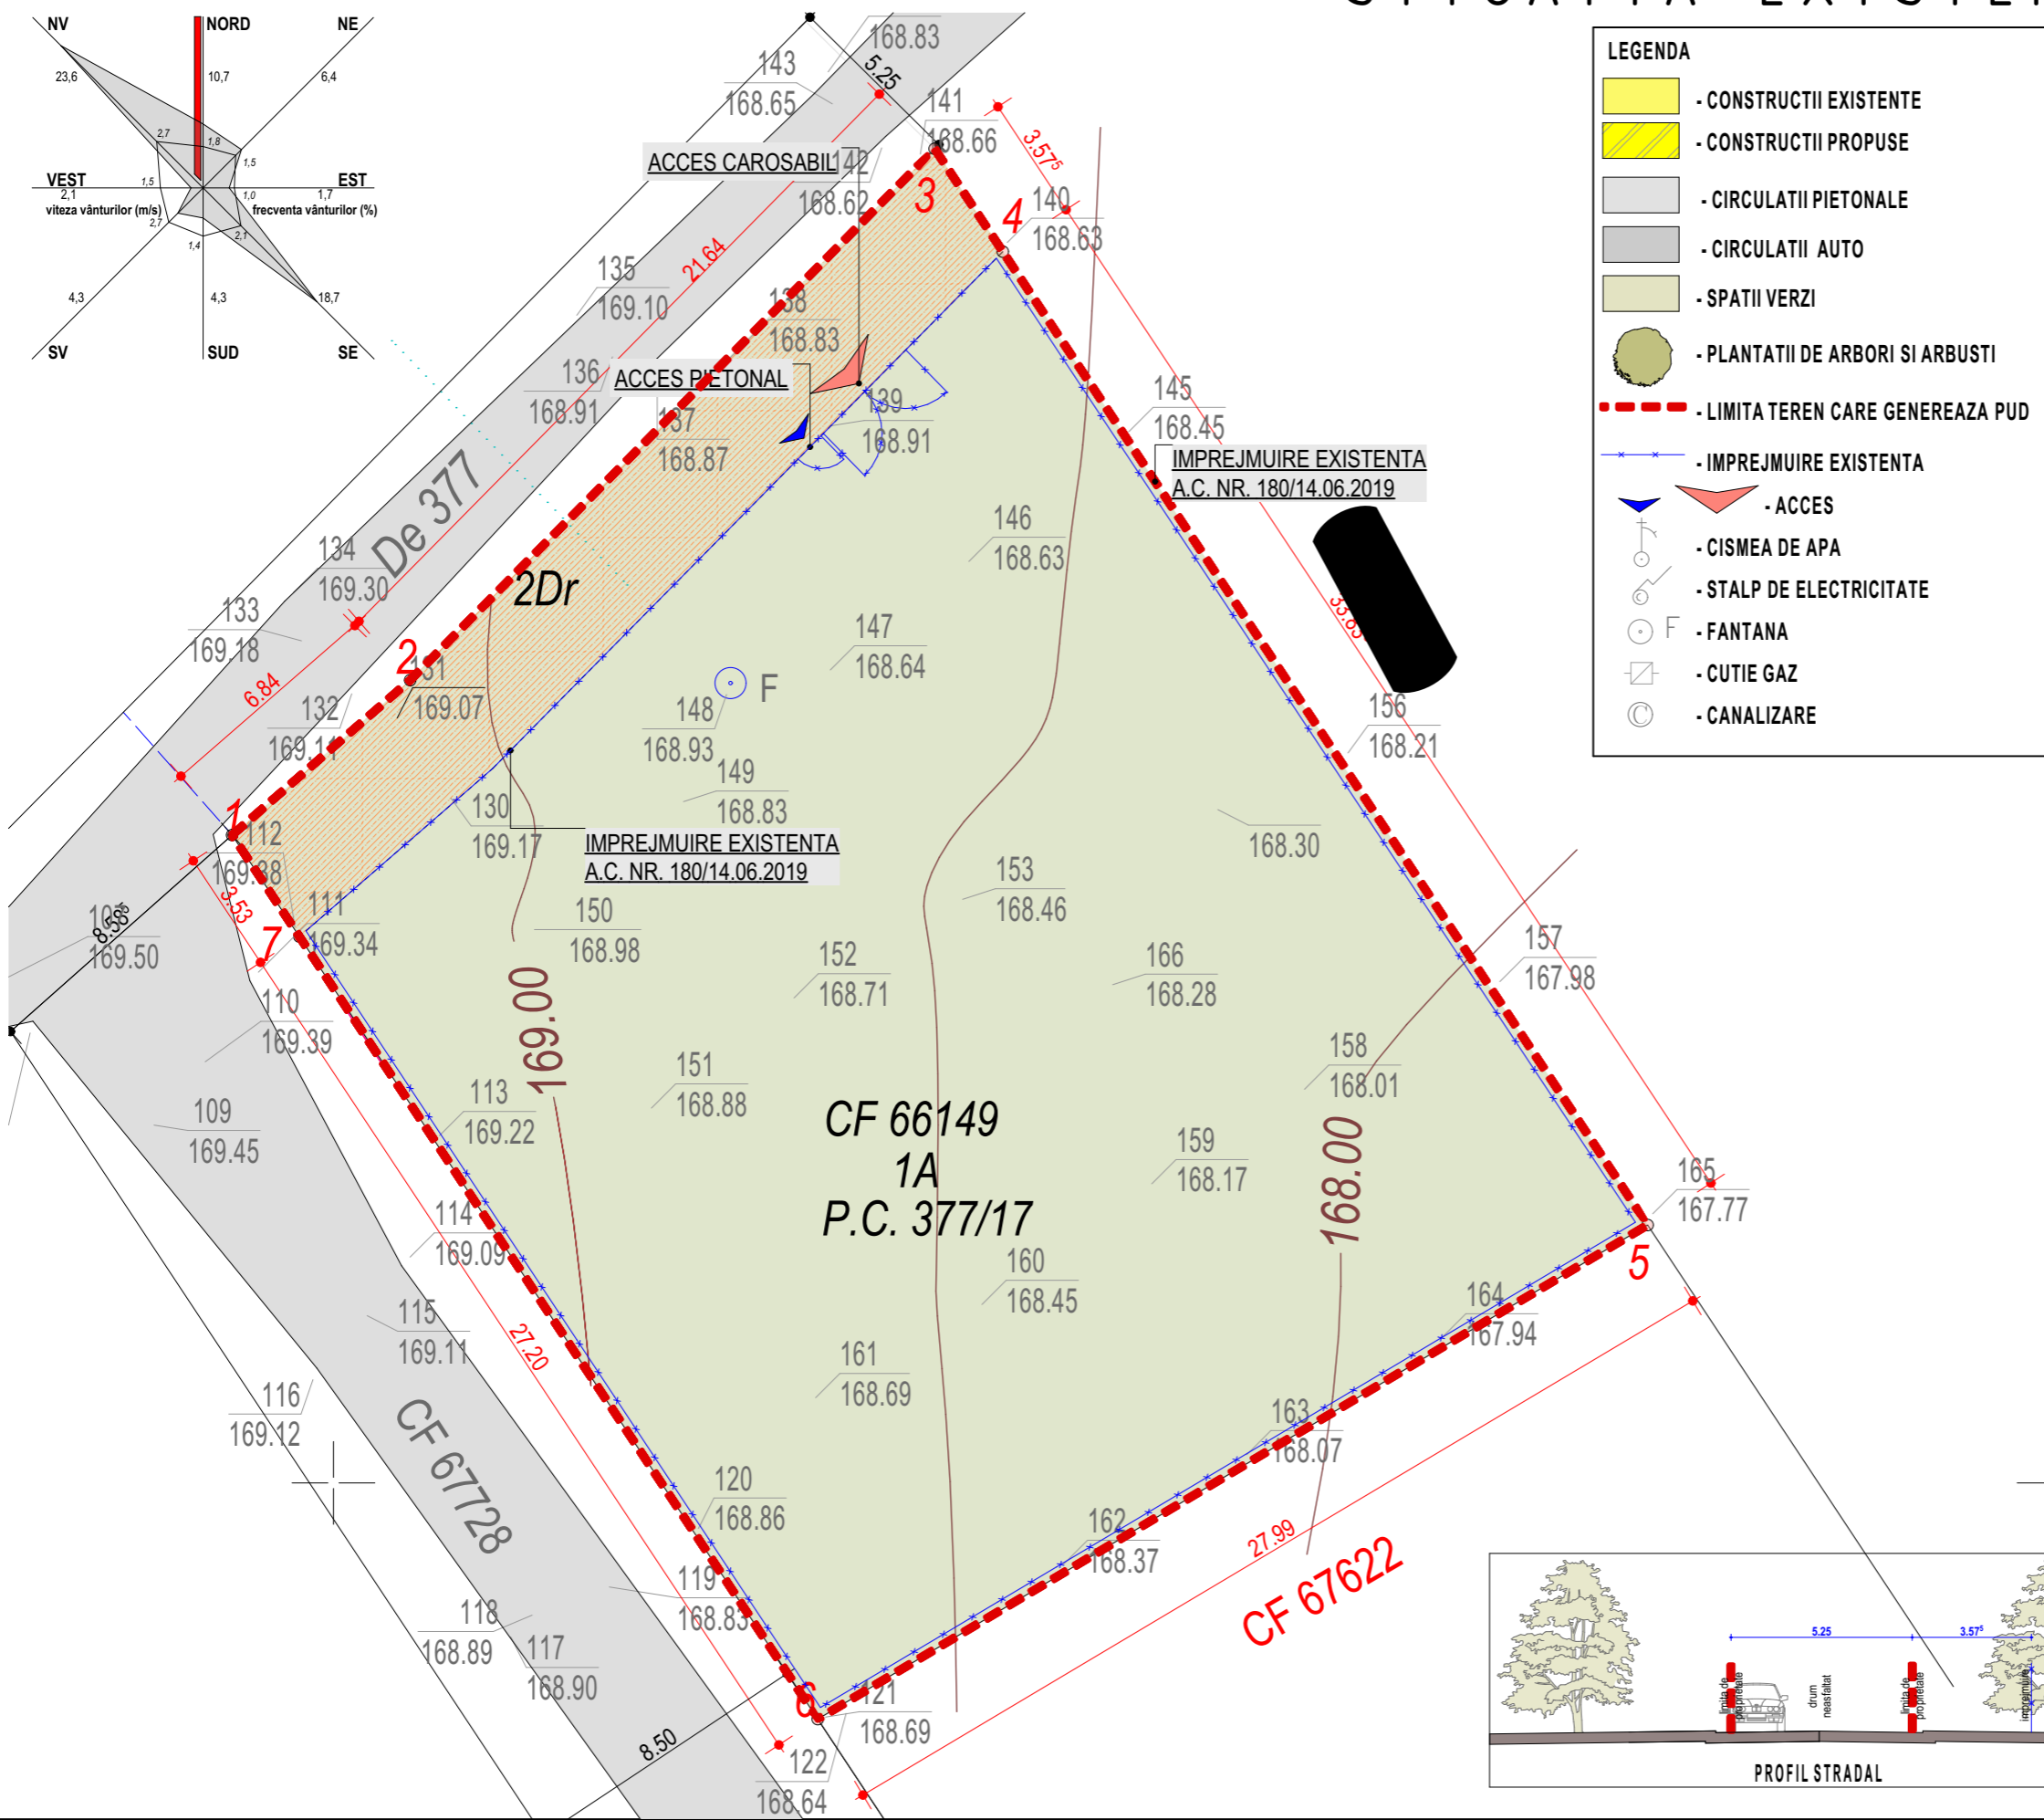 NV
NORD
NE
23,6
10,7
6,4
2,7
1,8
1,5
VEST
EST
2,1
1,5
1,0
1,7
viteza vânturilor (m/s)
frecventa vânturilor (%)
2,7
1,4
2,1
4,3
4,3
18,7
SV
SUD
SE
LEGENDA
- CONSTRUCTII EXISTENTE
- CONSTRUCTII PROPUSE
- CIRCULATII PIETONALE
- CIRCULATII AUTO
- SPATII VERZI
- PLANTATII DE ARBORI SI ARBUSTI
- LIMITA TEREN CARE GENEREAZA PUD
- IMPREJMUIRE EXISTENTA
- ACCES
- CISMEA DE APA
- STALP DE ELECTRICITATE
F - FANTANA
- CUTIE GAZ
C - CANALIZARE
168.83
143
168.65
5.25
141
168.66
3.57⁵
ACCES CAROSABIL
142
168.62
3
4
140
168.63
21.64
135
169.10
138
168.83
136
168.91
ACCES PIETONAL
137
168.87
139
168.91
145
168.45
IMPREJMUIRE EXISTENTA
A.C. NR. 180/14.06.2019
De 377
134
169.30
2Dr
146
168.63
133
169.18
147
168.64
2
131
169.07
6.84
F
148
168.93
132
169.11
156
168.21
149
168.83
1
130
169.17
112
169.38
IMPREJMUIRE EXISTENTA
A.C. NR. 180/14.06.2019
168.30
3.53
153
168.46
8.58⁵
169.50
7
111
169.34
150
168.98
152
168.71
166
168.28
157
167.98
110
169.39
169.00
151
168.88
158
168.01
109
169.45
113
169.22
CF 66149
1A
P.C. 377/17
159
168.17
168.00
165
167.77
114
169.09
160
168.45
5
115
169.11
27.20
164
167.94
161
168.69
116
169.12
CF 67728
163
168.07
120
168.86
162
168.37
27.99
CF 67622
119
168.83
118
168.89
117
168.90
6
121
168.69
8.50
122
168.64
5.25
3.57⁵
limita de
proprietate
drum
neasfaltat
limita de
proprietate
imprejmuire
PROFIL STRADAL